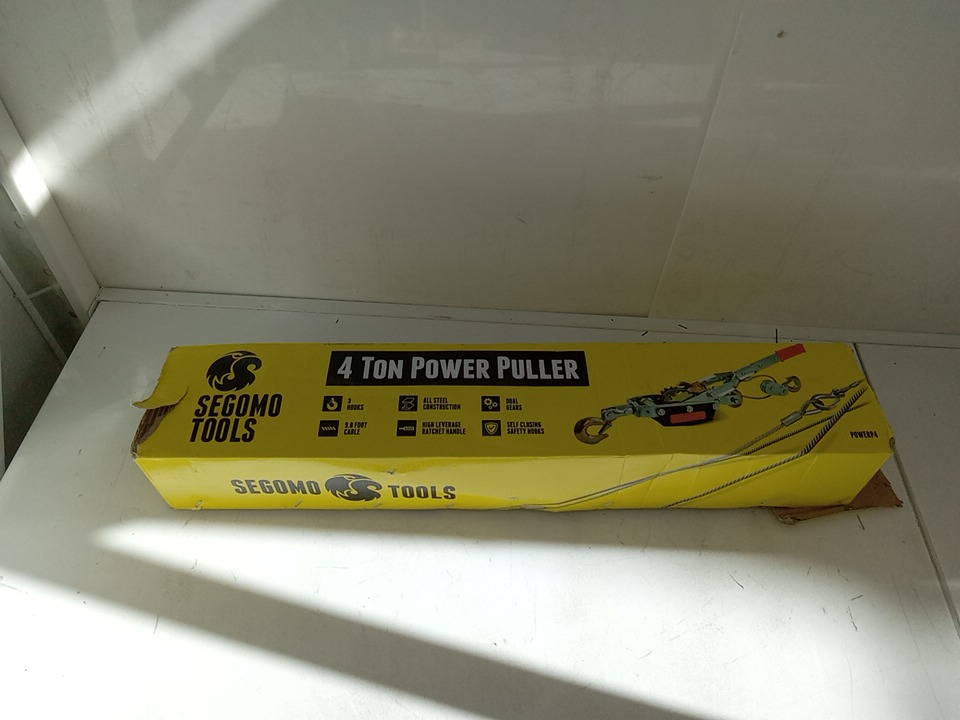 4 TON POWER PULLER
SEGOMO
TOOLS
3
HOOKS
ALL STEEL
CONSTRUCTION
DUAL
GEARS
9.8 FOOT
CABLE
HIGH LEVERAGE
RATCHET HANDLE
SELF CLOSING
SAFETY HOOKS
POWERP4
SEGOMO TOOLS